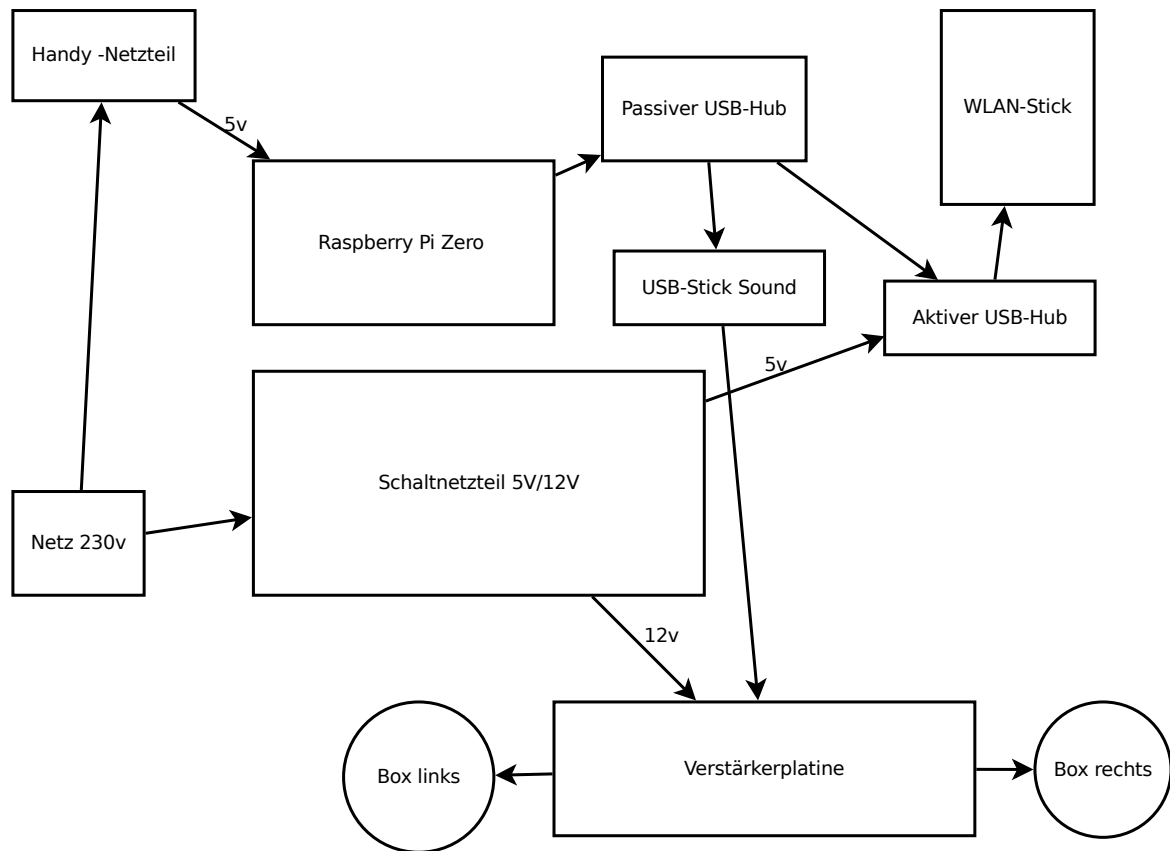 Handy -Netzteil
5v
Passiver USB-Hub
WLAN-Stick
Raspberry Pi Zero
USB-Stick Sound
Aktiver USB-Hub
5v
Schaltnetzteil 5V/12V
Netz 230v
12v
Box links
Verstärkerplatine
Box rechts